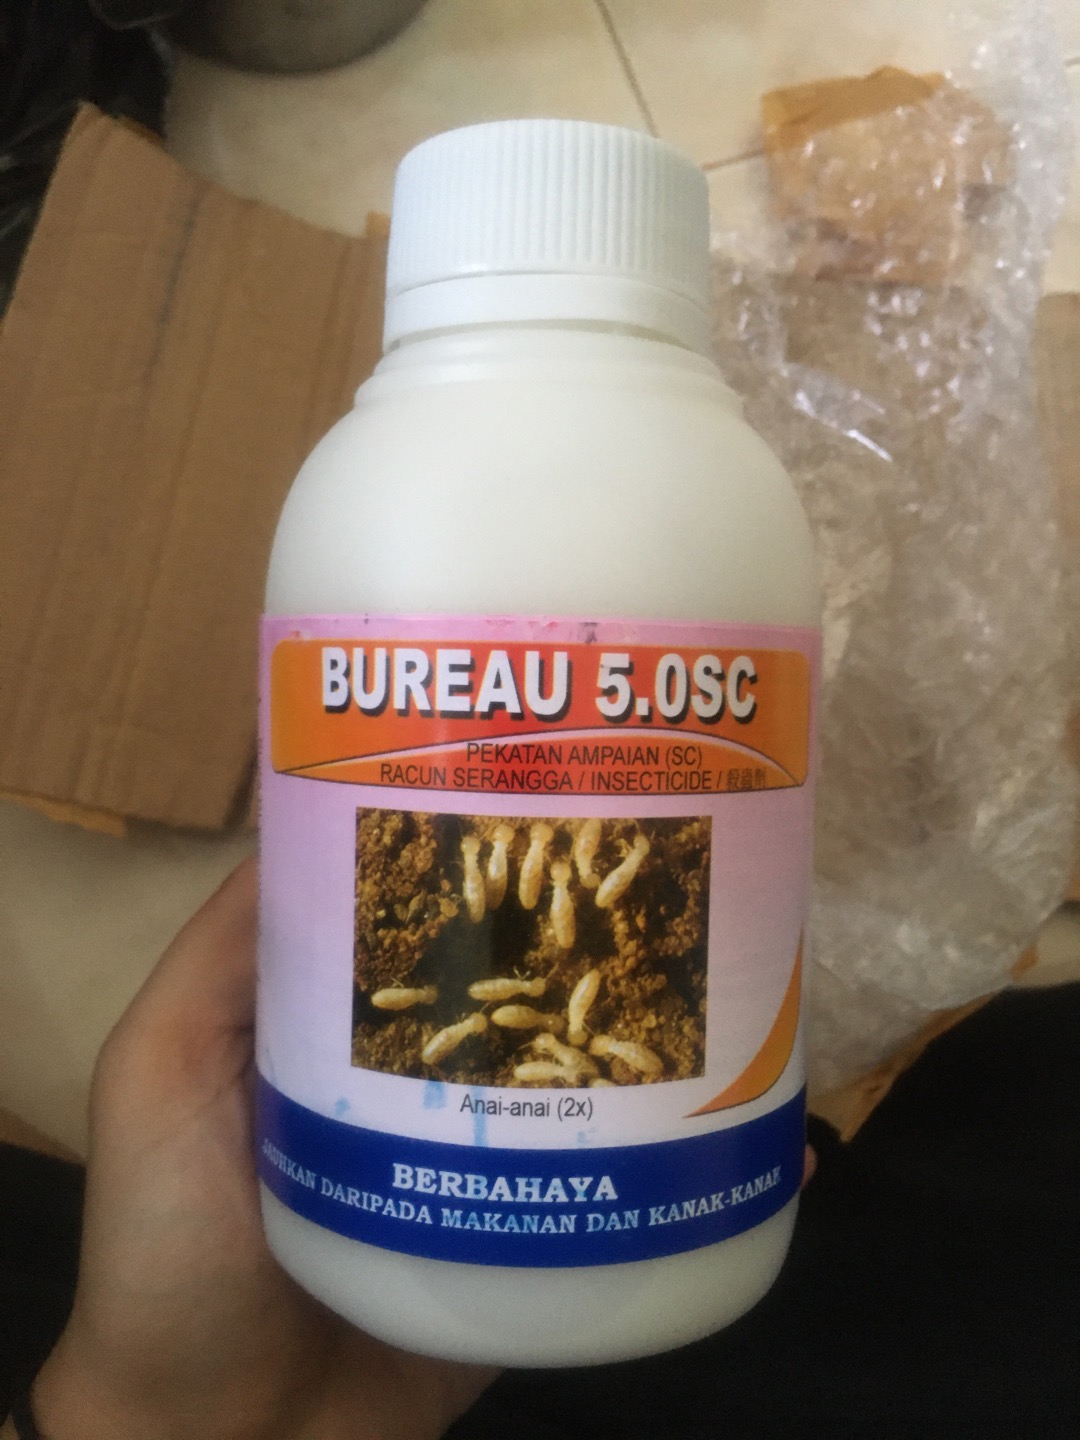 BUREAU 5.0SC
PEKATAN AMPAIAN (SC)
RACUN SERANGGA / INSECTICIDE / 殺蟲劑
Anai-anai (2x)
BERBAHAYA
JAUHKAN DARIPADA MAKANAN DAN KANAK-KANAK